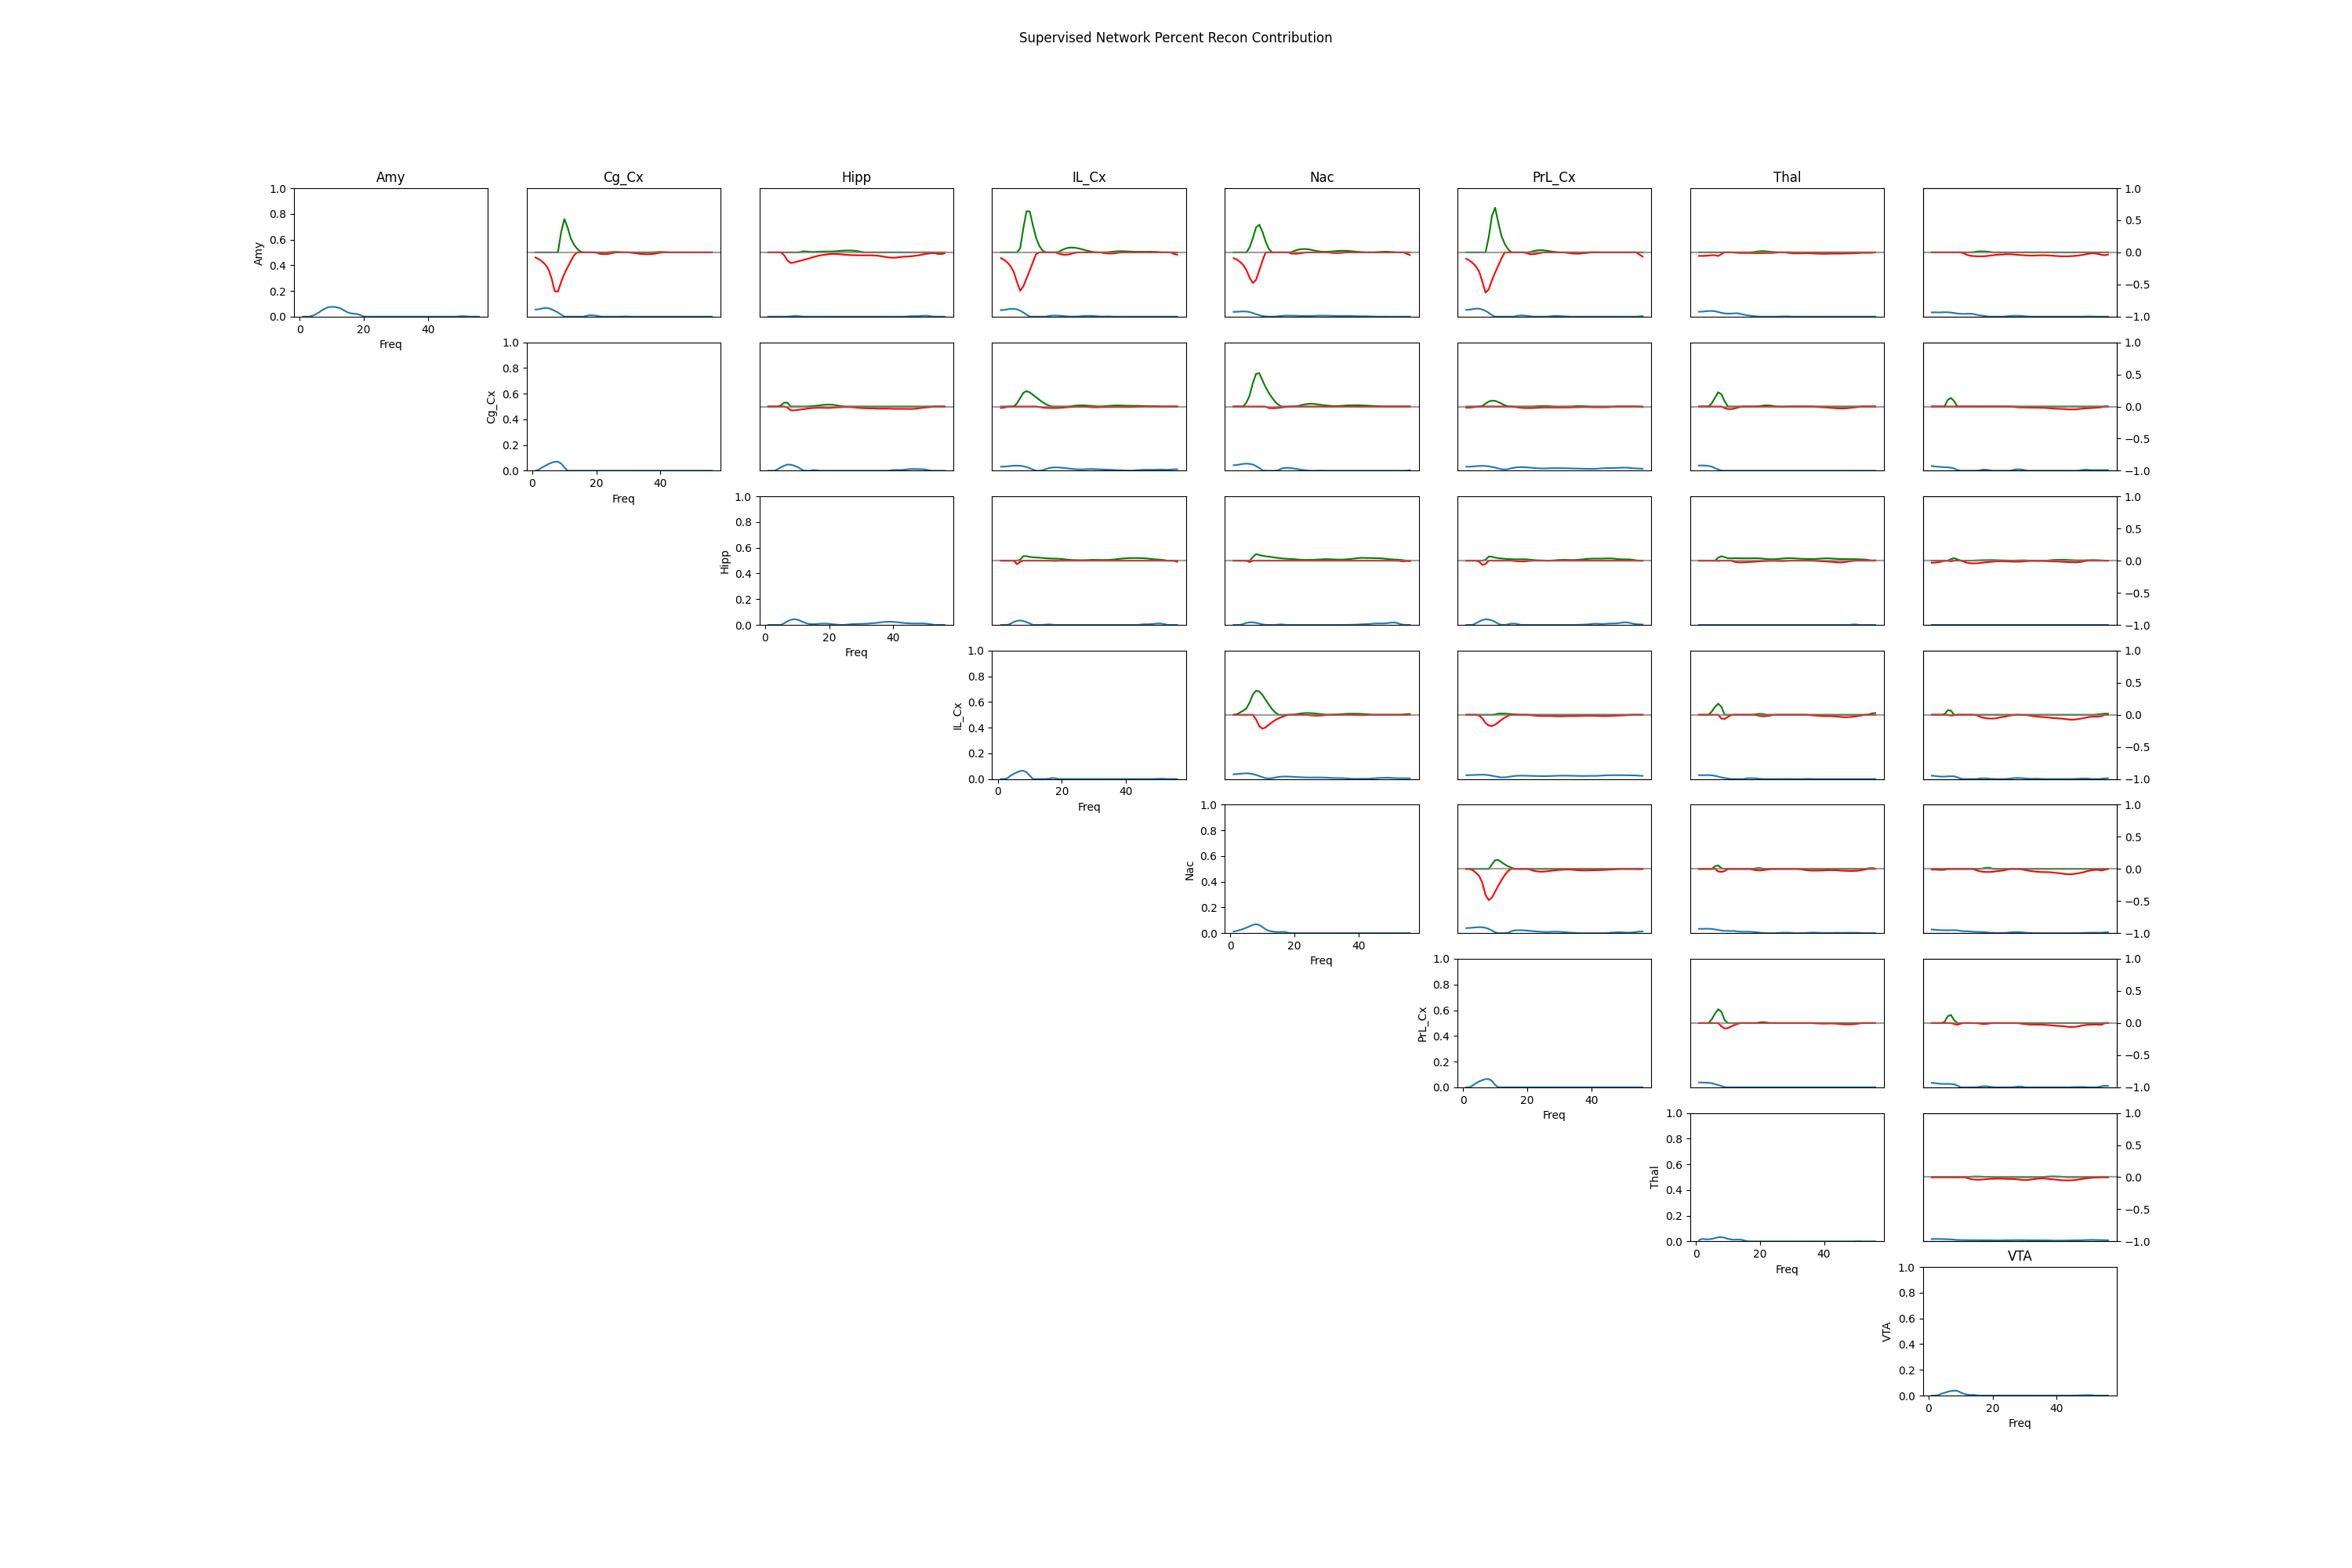 Supervised Network Percent Recon Contribution
Amy Cg_Cx Hipp IL_Cx Nac PrL_Cx Thal
1.0 0.8 0.6 0.4 0.2 0.0
Amy
0 20 40
Freq
1.0 0.5 0.0 −0.5 −1.0
1.0 0.8 0.6 0.4 0.2 0.0
Cg_Cx
0 20 40
Freq
1.0 0.5 0.0 −0.5 −1.0
1.0 0.8 0.6 0.4 0.2 0.0
Hipp
0 20 40
Freq
1.0 0.5 0.0 −0.5 −1.0
1.0 0.8 0.6 0.4 0.2 0.0
IL_Cx
0 20 40
Freq
1.0 0.5 0.0 −0.5 −1.0
1.0 0.8 0.6 0.4 0.2 0.0
Nac
0 20 40
Freq
1.0 0.5 0.0 −0.5 −1.0
1.0 0.8 0.6 0.4 0.2 0.0
PrL_Cx
0 20 40
Freq
1.0 0.5 0.0 −0.5 −1.0
1.0 0.8 0.6 0.4 0.2 0.0
Thal
0 20 40
Freq
1.0 0.5 0.0 −0.5 −1.0
VTA
1.0 0.8 0.6 0.4 0.2 0.0
VTA
0 20 40
Freq